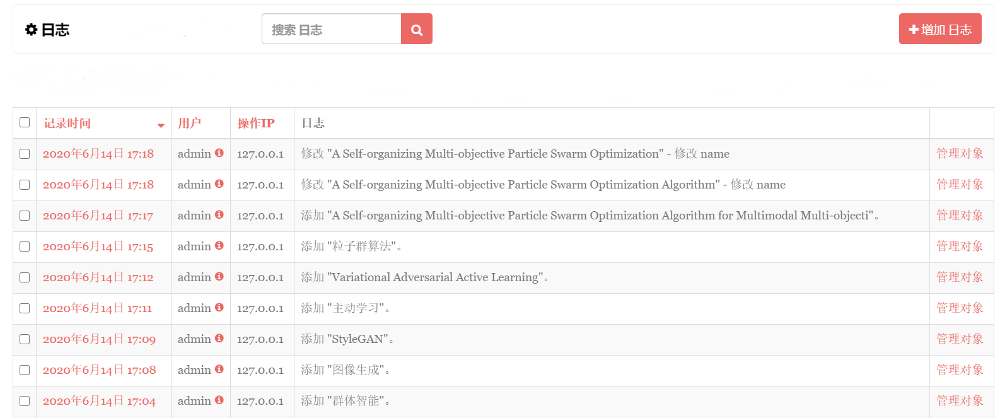 日志
搜索 日志
增加 日志
记录时间 用户 操作IP 日志
2020年6月14日 17:18 admin 127.0.0.1 修改 "A Self-organizing Multi-objective Particle Swarm Optimization" - 修改 name 管理对象
2020年6月14日 17:18 admin 127.0.0.1 修改 "A Self-organizing Multi-objective Particle Swarm Optimization Algorithm" - 修改 name 管理对象
2020年6月14日 17:17 admin 127.0.0.1 添加 "A Self-organizing Multi-objective Particle Swarm Optimization Algorithm for Multimodal Multi-objecti"。 管理对象
2020年6月14日 17:15 admin 127.0.0.1 添加 "粒子群算法"。 管理对象
2020年6月14日 17:12 admin 127.0.0.1 添加 "Variational Adversarial Active Learning"。 管理对象
2020年6月14日 17:11 admin 127.0.0.1 添加 "主动学习"。 管理对象
2020年6月14日 17:09 admin 127.0.0.1 添加 "StyleGAN"。 管理对象
2020年6月14日 17:08 admin 127.0.0.1 添加 "图像生成"。 管理对象
2020年6月14日 17:04 admin 127.0.0.1 添加 "群体智能"。 管理对象